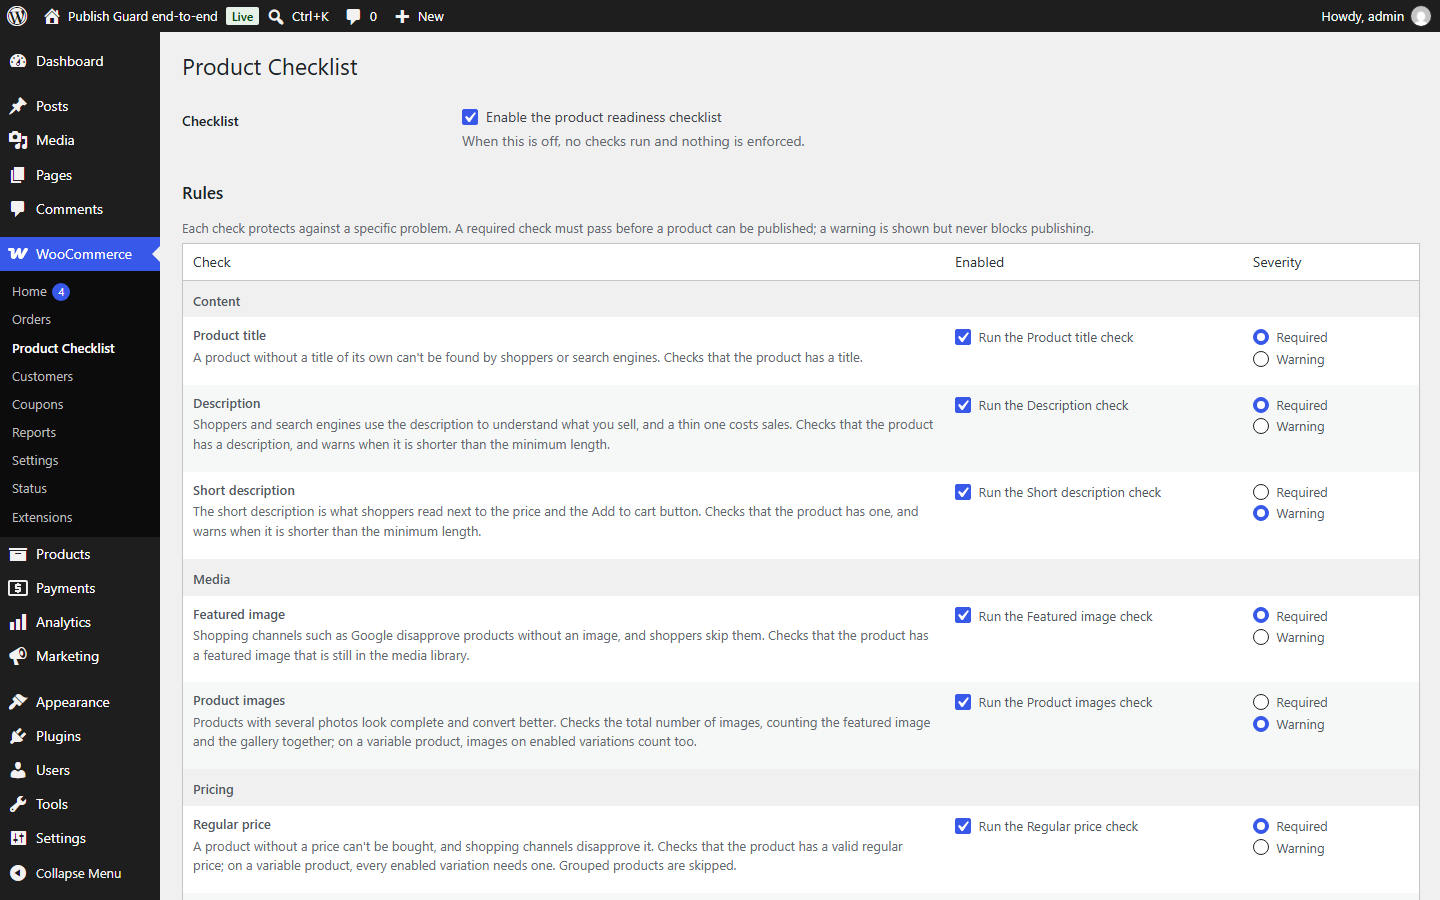 Publish Guard end-to-end Live Ctrl+K 0 New Howdy, admin
Dashboard
Posts
Media
Pages
Comments
WooCommerce
Home 4
Orders
Product Checklist
Customers
Coupons
Reports
Settings
Status
Extensions
Products
Payments
Analytics
Marketing
Appearance
Plugins
Users
Tools
Settings
Collapse Menu
Product Checklist
Checklist
Enable the product readiness checklist
When this is off, no checks run and nothing is enforced.
Rules
Each check protects against a specific problem. A required check must pass before a product can be published; a warning is shown but never blocks publishing.
Check Enabled Severity
Content
Product title
A product without a title of its own can't be found by shoppers or search engines. Checks that the product has a title.
Run the Product title check
Required
Warning
Description
Shoppers and search engines use the description to understand what you sell, and a thin one costs sales. Checks that the product
has a description, and warns when it is shorter than the minimum length.
Run the Description check
Required
Warning
Short description
The short description is what shoppers read next to the price and the Add to cart button. Checks that the product has one, and
warns when it is shorter than the minimum length.
Run the Short description check
Required
Warning
Media
Featured image
Shopping channels such as Google disapprove products without an image, and shoppers skip them. Checks that the product has
a featured image that is still in the media library.
Run the Featured image check
Required
Warning
Product images
Products with several photos look complete and convert better. Checks the total number of images, counting the featured image
and the gallery together; on a variable product, images on enabled variations count too.
Run the Product images check
Required
Warning
Pricing
Regular price
A product without a price can't be bought, and shopping channels disapprove it. Checks that the product has a valid regular
price; on a variable product, every enabled variation needs one. Grouped products are skipped.
Run the Regular price check
Required
Warning